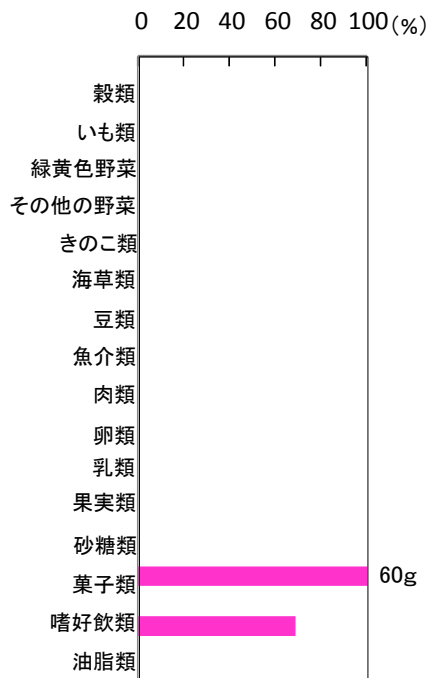 0 20 40 60 80 100(%)
穀類
いも類
緑黄色野菜
その他の野菜
きのこ類
海草類
豆類
魚介類
肉類
卵類
乳類
果実類
砂糖類
菓子類 60g
嗜好飲類
油脂類